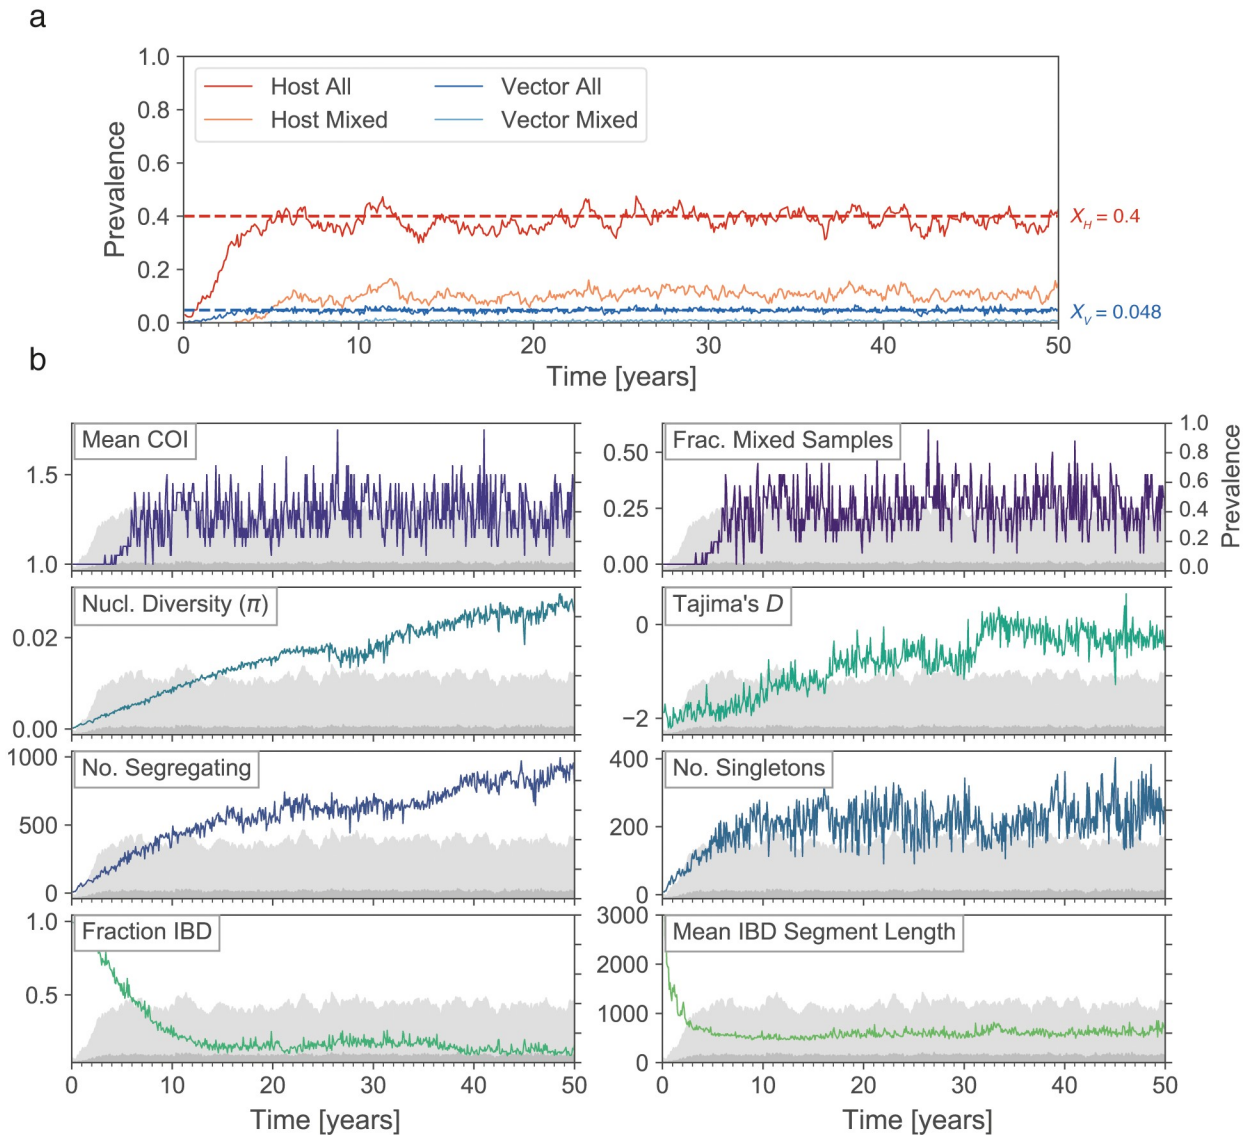 a
1.0
0.8
0.6
0.4
0.2
0.0
Prevalence
Host All
Host Mixed
Vector All
Vector Mixed
X_H = 0.4
X_V = 0.048
0 10 20 30 40 50
Time [years]
b
Mean COI
1.5
1.0
Frac. Mixed Samples
0.50
0.25
0.00
1.0
0.8
0.6
0.4
0.2
0.0
Prevalence
Nucl. Diversity (π)
0.02
0.00
Tajima's D
0
−2
No. Segregating
1000
500
0
No. Singletons
400
200
0
Fraction IBD
1.0
0.5
0 10 20 30 40 50
Time [years]
Mean IBD Segment Length
3000
2000
1000
0
0 10 20 30 40 50
Time [years]